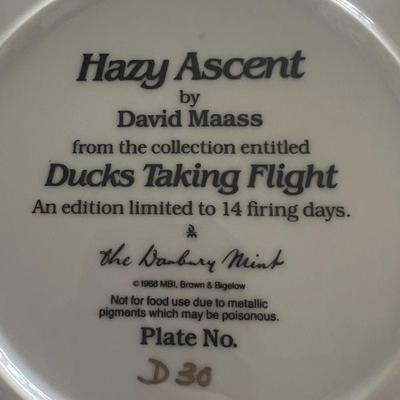 Hazy Ascent
by
David Maass
from the collection entitled
Ducks Taking Flight
An edition limited to 14 firing days.
the Danbury Mint
©1988 MBI, Brown & Bigelow
Not for food use due to metallic
pigments which may be poisonous.
Plate No.
D 30